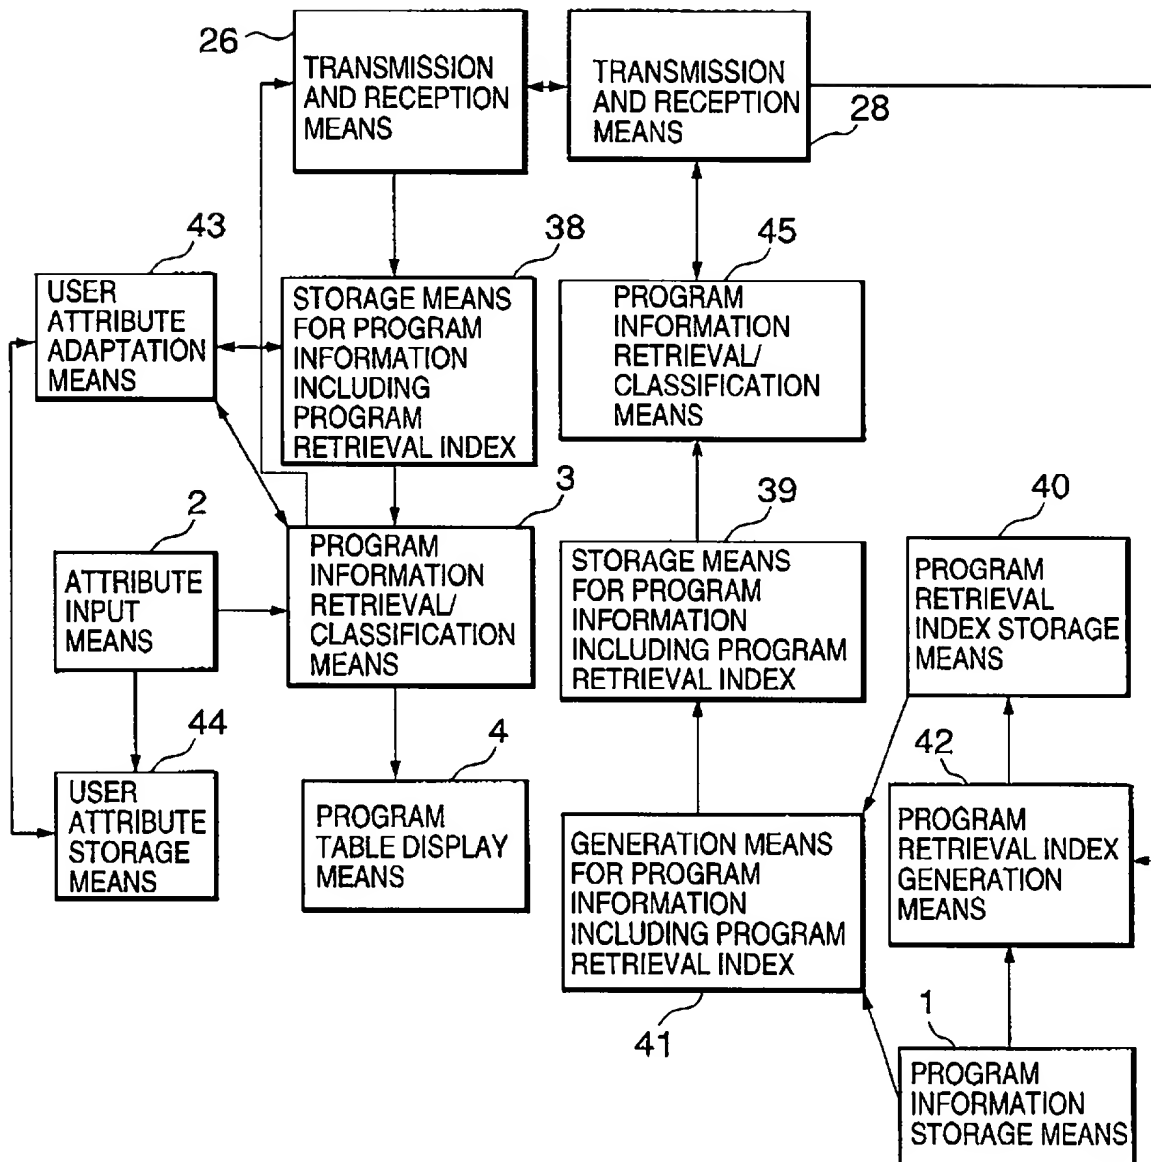 26
TRANSMISSION
AND RECEPTION
MEANS
TRANSMISSION
AND RECEPTION
MEANS
28
43
USER
ATTRIBUTE
ADAPTATION
MEANS
38
STORAGE MEANS
FOR PROGRAM
INFORMATION
INCLUDING
PROGRAM
RETRIEVAL INDEX
45
PROGRAM
INFORMATION
RETRIEVAL/
CLASSIFICATION
MEANS
2
ATTRIBUTE
INPUT
MEANS
3
PROGRAM
INFORMATION
RETRIEVAL/
CLASSIFICATION
MEANS
39
STORAGE MEANS
FOR PROGRAM
INFORMATION
INCLUDING PROGRAM
RETRIEVAL INDEX
40
PROGRAM
RETRIEVAL
INDEX STORAGE
MEANS
44
USER
ATTRIBUTE
STORAGE
MEANS
4
PROGRAM
TABLE DISPLAY
MEANS
GENERATION MEANS
FOR PROGRAM
INFORMATION
INCLUDING PROGRAM
RETRIEVAL INDEX
41
42
PROGRAM
RETRIEVAL INDEX
GENERATION
MEANS
1
PROGRAM
INFORMATION
STORAGE MEANS